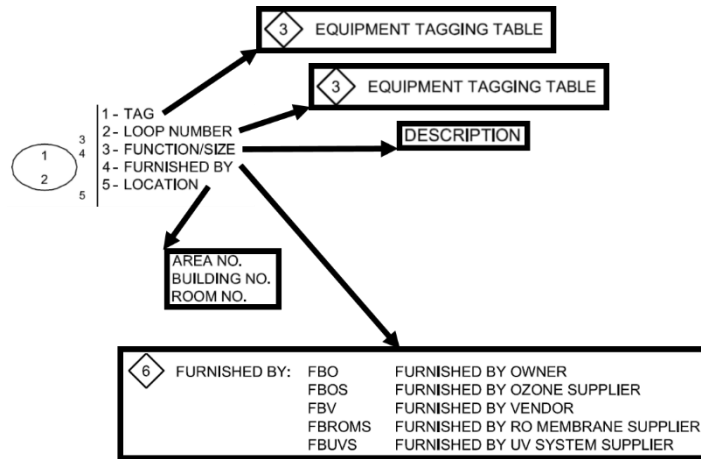 3 EQUIPMENT TAGGING TABLE
3 EQUIPMENT TAGGING TABLE
1 - TAG
2 - LOOP NUMBER
3 - FUNCTION/SIZE
4 - FURNISHED BY
5 - LOCATION
1
2
3
4
5
DESCRIPTION
AREA NO.
BUILDING NO.
ROOM NO.
6 FURNISHED BY: FBO FURNISHED BY OWNER
FBOS FURNISHED BY OZONE SUPPLIER
FBV FURNISHED BY VENDOR
FBROMS FURNISHED BY RO MEMBRANE SUPPLIER
FBUVS FURNISHED BY UV SYSTEM SUPPLIER